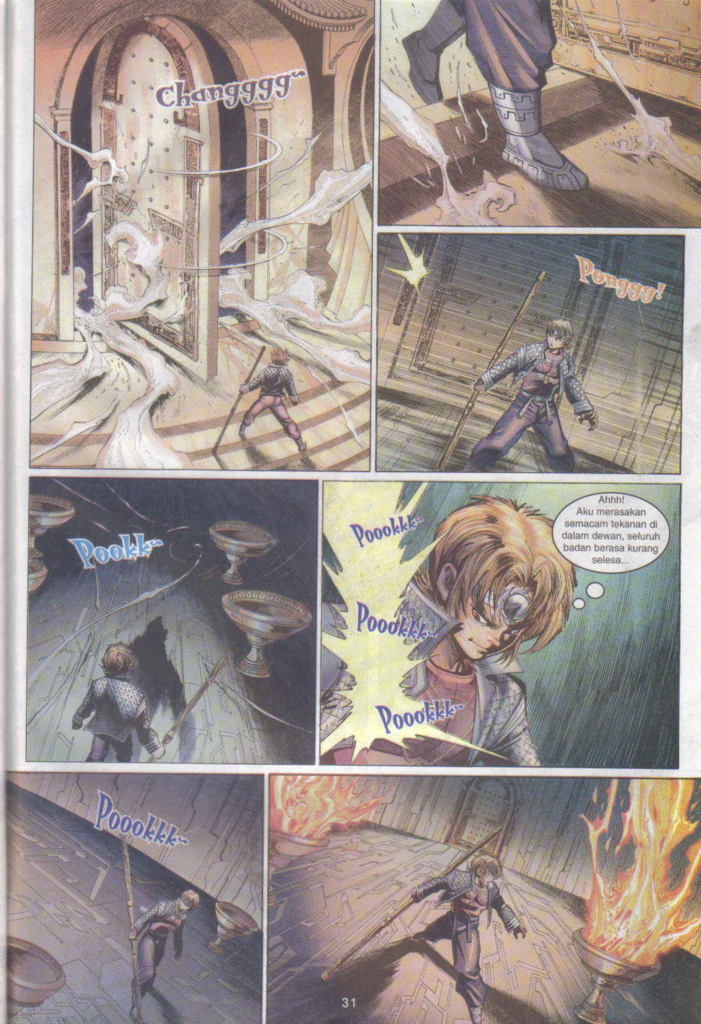 Changggg~
Ponggg!
Pookk~
Ahhh!
Aku merasakan
semacam tekanan di
dalam dewan, seluruh
badan berasa kurang
selesa...
Poookkk~
Poookkk~
Poookkk~
Poookkk~
31